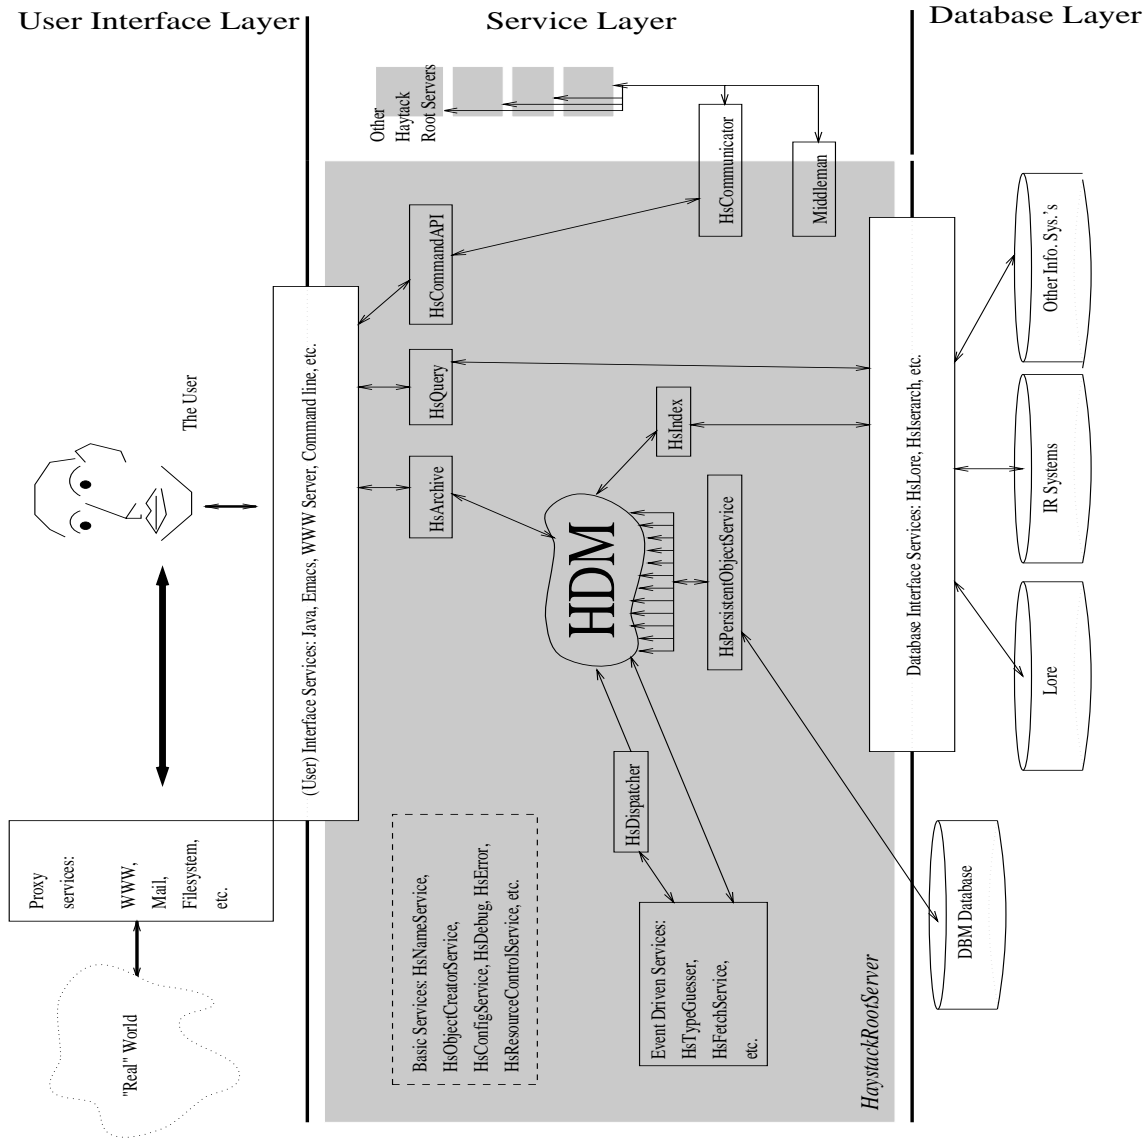 User Interface Layer
Service Layer
Database Layer
Other
Haytack
Root Servers
The User
Proxy
services:
WWW,
Mail,
Filesystem,
etc.
"Real" World
(User) Interface Services: Java, Emacs, WWW Server, Command line, etc.
HsCommandAPI
HsQuery
HsArchive
HsCommunicator
Middleman
HsIndex
HDM
HsPersistentObjectService
HsDispatcher
Basic Services: HsNameService,
HsObjectCreatorService,
HsConfigService, HsDebug, HsError,
HsResourceControlService, etc.
Event Driven Services:
HsTypeGuesser,
HsFetchService,
etc.
HaystackRootServer
Database Interface Services: HsLore, HsIserarch, etc.
Other Info. Sys.'s
IR Systems
Lore
DBM Database